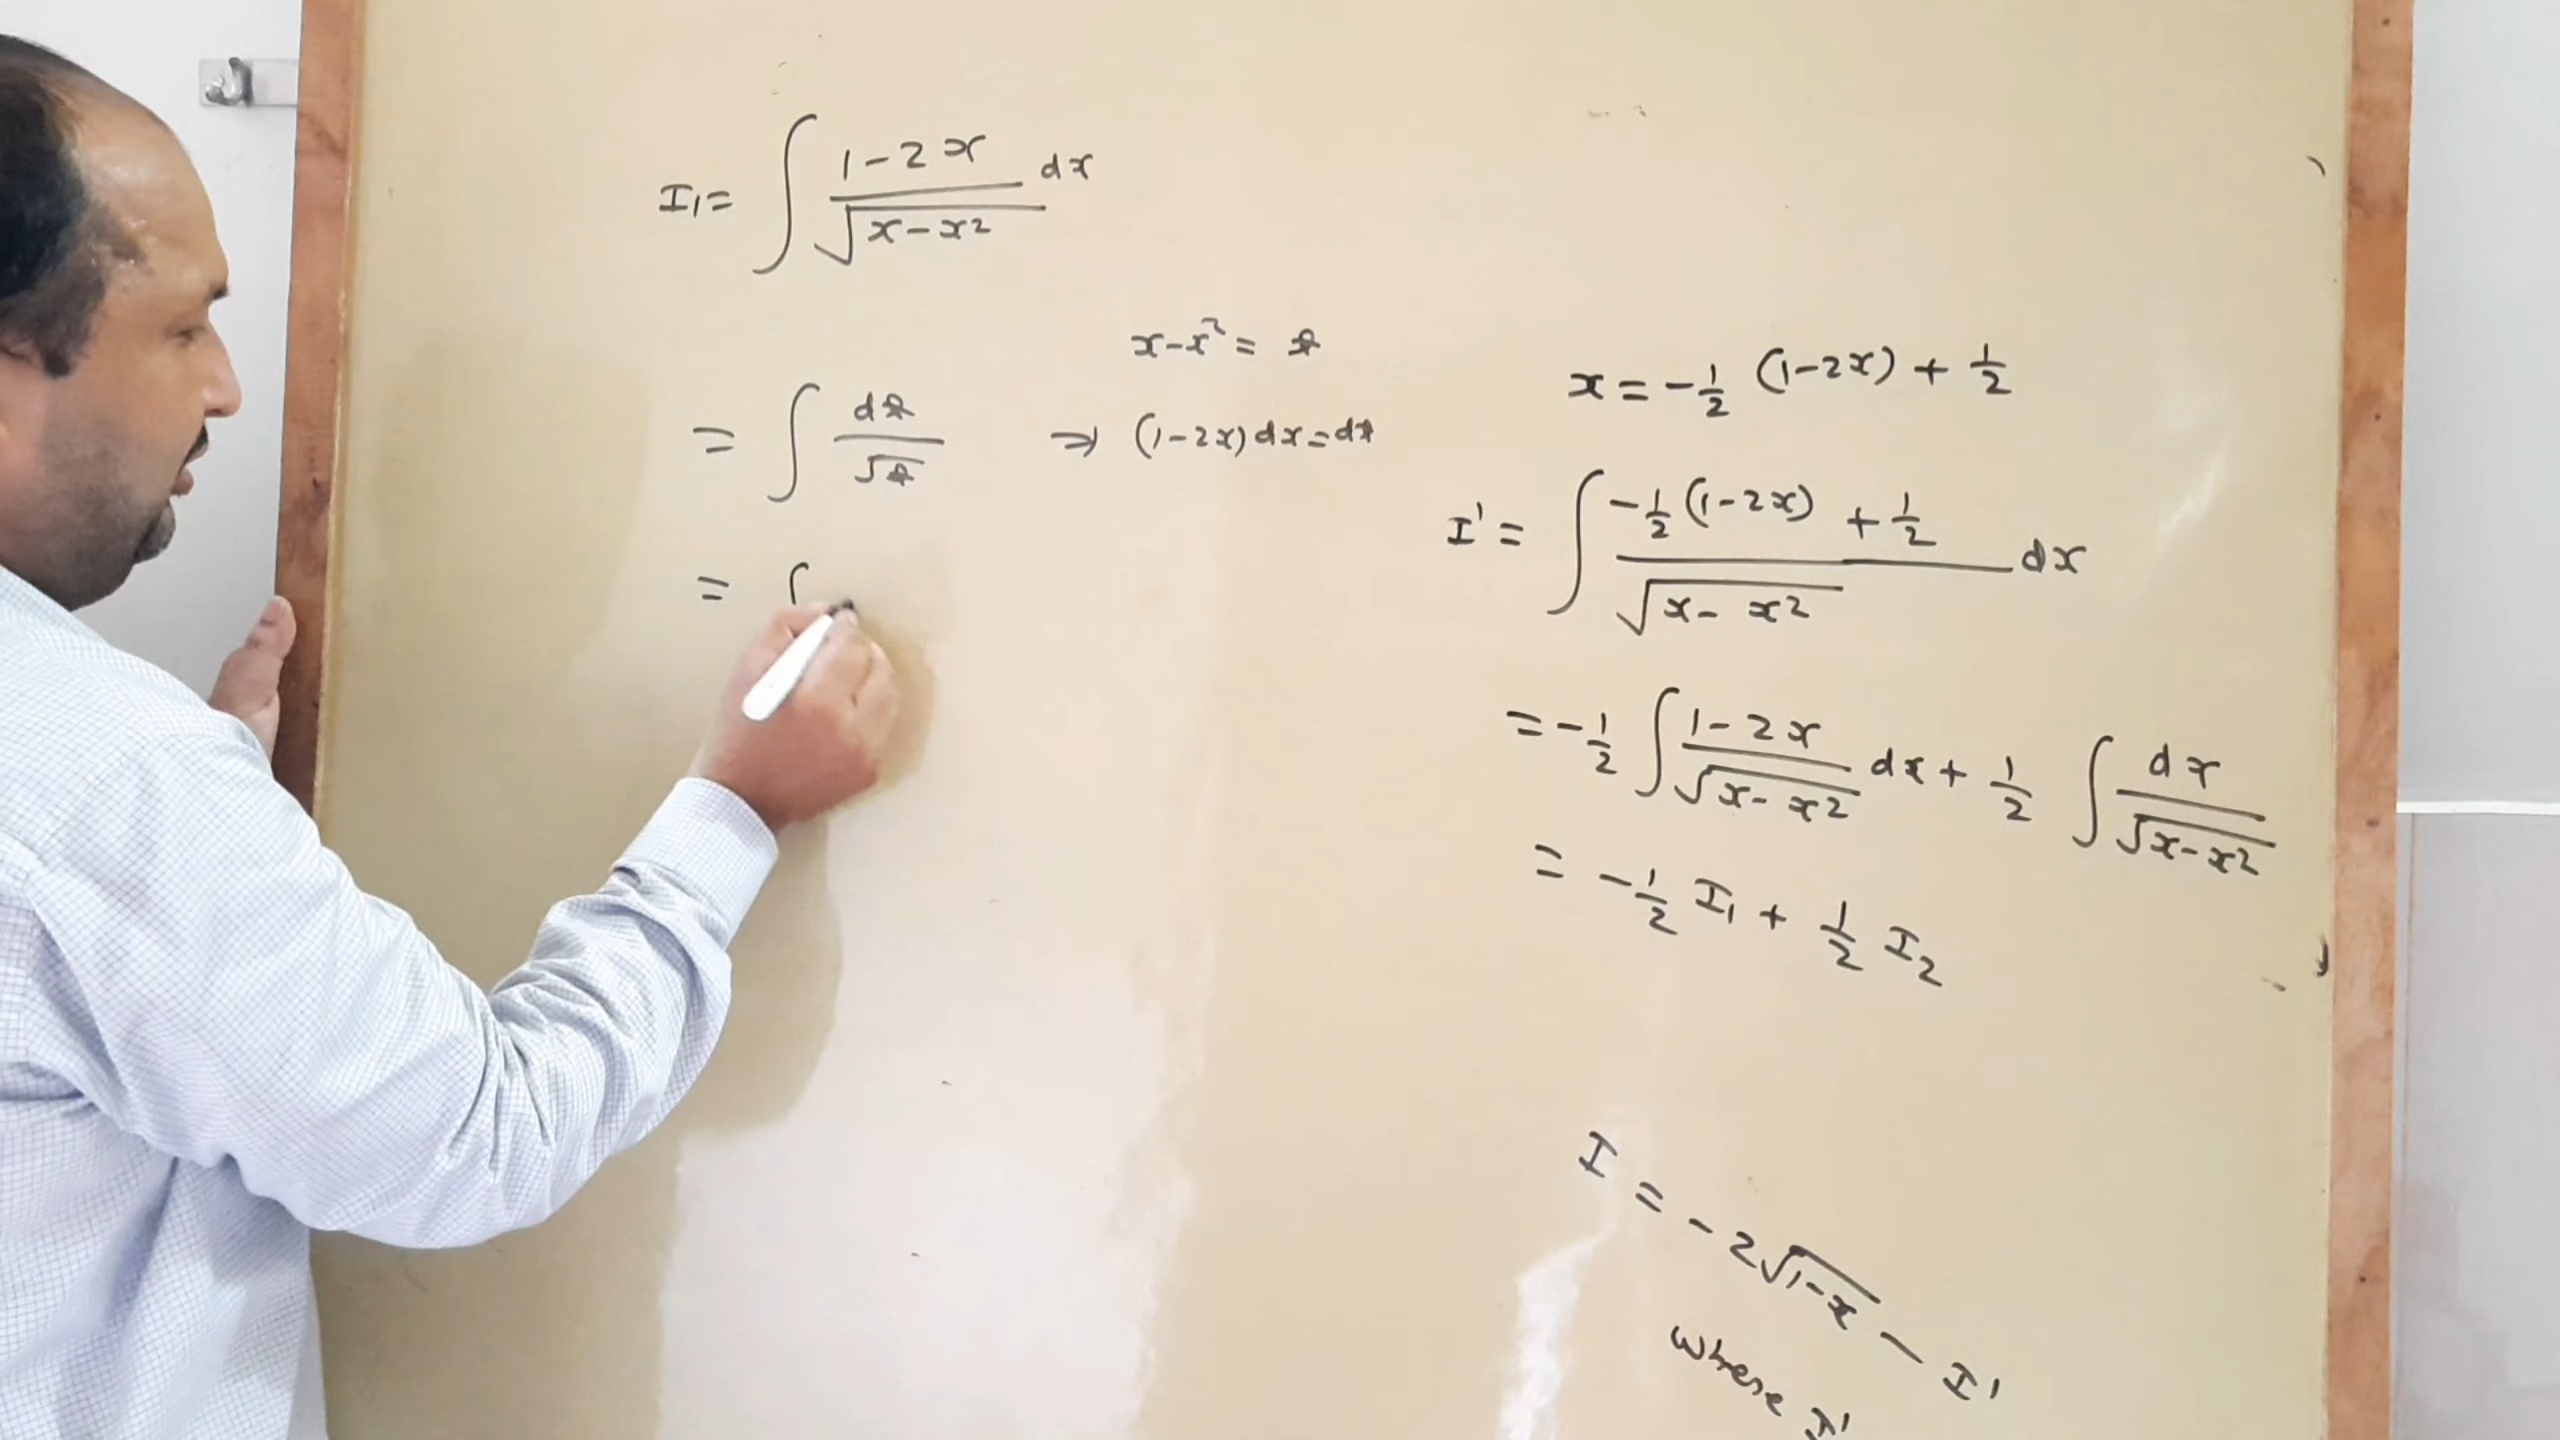 I₁ = ∫ (1-2x)/√(x-x²) dx
x-x² = t
= ∫ dt/√t ⇒ (1-2x)dx = dt
= ∫
x = -1/2 (1-2x) + 1/2
I' = ∫ (-1/2 (1-2x) + 1/2)/√(x-x²) dx
= -1/2 ∫ (1-2x)/√(x-x²) dx + 1/2 ∫ dx/√(x-x²)
= -1/2 I₁ + 1/2 I₂
I = -2√(1-x) - I'
where I'